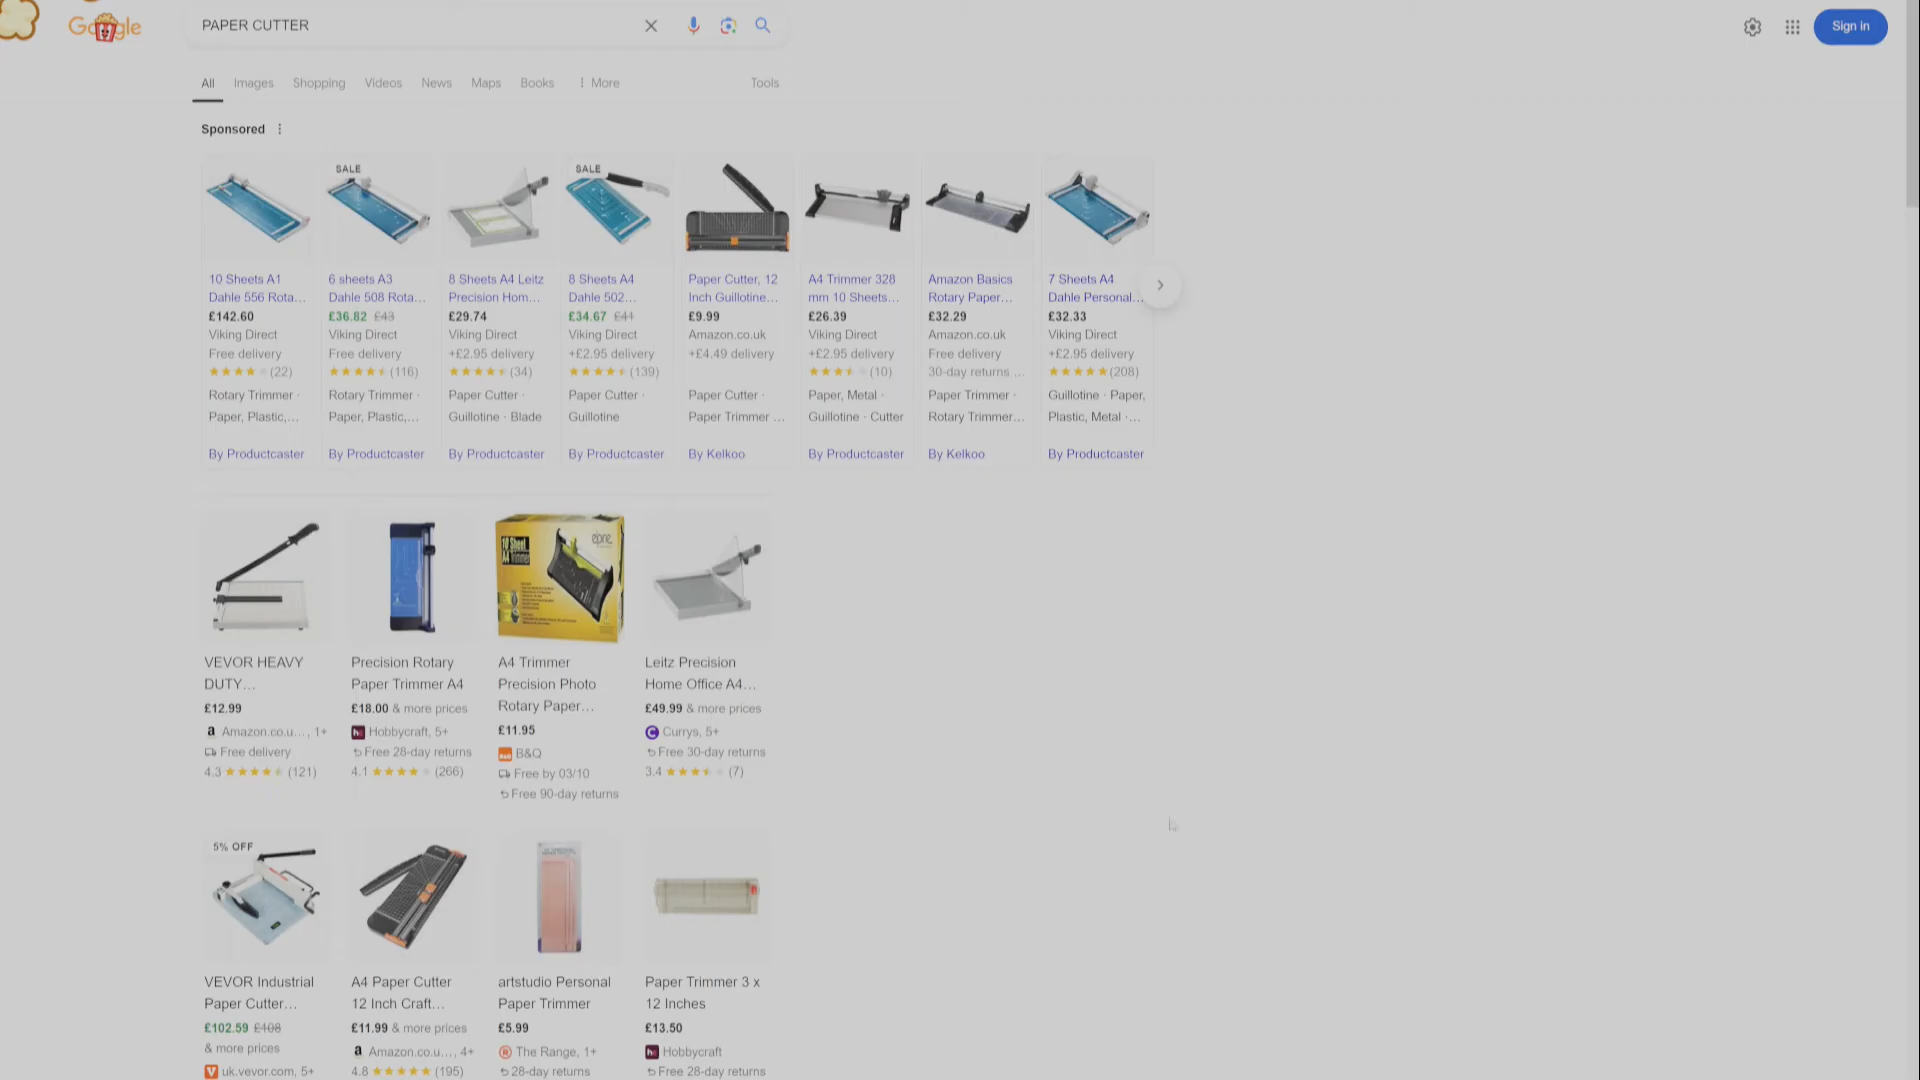 Google
PAPER CUTTER
Sign in
All Images Shopping Videos News Maps Books More Tools
Sponsored
10 Sheets A1
Dahle 556 Rota...
£142.60
Viking Direct
Free delivery
(22)
Rotary Trimmer ·
Paper, Plastic,...
By Productcaster
SALE
6 sheets A3
Dahle 508 Rota...
£36.82 £43
Viking Direct
Free delivery
(116)
Rotary Trimmer ·
Paper, Plastic,...
By Productcaster
8 Sheets A4 Leitz
Precision Hom...
£29.74
Viking Direct
+£2.95 delivery
(34)
Paper Cutter ·
Guillotine · Blade
By Productcaster
SALE
8 Sheets A4
Dahle 502...
£34.67 £41
Viking Direct
+£2.95 delivery
(139)
Paper Cutter ·
Guillotine
By Productcaster
Paper Cutter, 12
Inch Guillotine...
£9.99
Amazon.co.uk
+£4.49 delivery
Paper Cutter ·
Paper Trimmer ...
By Kelkoo
A4 Trimmer 328
mm 10 Sheets...
£26.39
Viking Direct
+£2.95 delivery
(10)
Paper, Metal ·
Guillotine · Cutter
By Productcaster
Amazon Basics
Rotary Paper...
£32.29
Amazon.co.uk
Free delivery
30-day returns ...
Paper Trimmer ·
Rotary Trimmer...
By Kelkoo
7 Sheets A4
Dahle Personal...
£32.33
Viking Direct
+£2.95 delivery
(208)
Guillotine · Paper,
Plastic, Metal ·...
By Productcaster
VEVOR HEAVY
DUTY...
£12.99
a Amazon.co.u..., 1+
Free delivery
4.3 (121)
Precision Rotary
Paper Trimmer A4
£18.00 & more prices
Hobbycraft, 5+
Free 28-day returns
4.1 (266)
10 Sheet
A4 Trimmer
A4 Trimmer
Precision Photo
Rotary Paper...
£11.95
B&Q
Free by 03/10
Free 90-day returns
Leitz Precision
Home Office A4...
£49.99 & more prices
Currys, 5+
Free 30-day returns
3.4 (7)
5% OFF
VEVOR Industrial
Paper Cutter...
£102.59 £108
& more prices
uk.vevor.com, 5+
A4 Paper Cutter
12 Inch Craft...
£11.99 & more prices
a Amazon.co.u..., 4+
4.8 (195)
artstudio Personal
Paper Trimmer
£5.99
The Range, 1+
28-day returns
Paper Trimmer 3 x
12 Inches
£13.50
Hobbycraft
Free 28-day returns